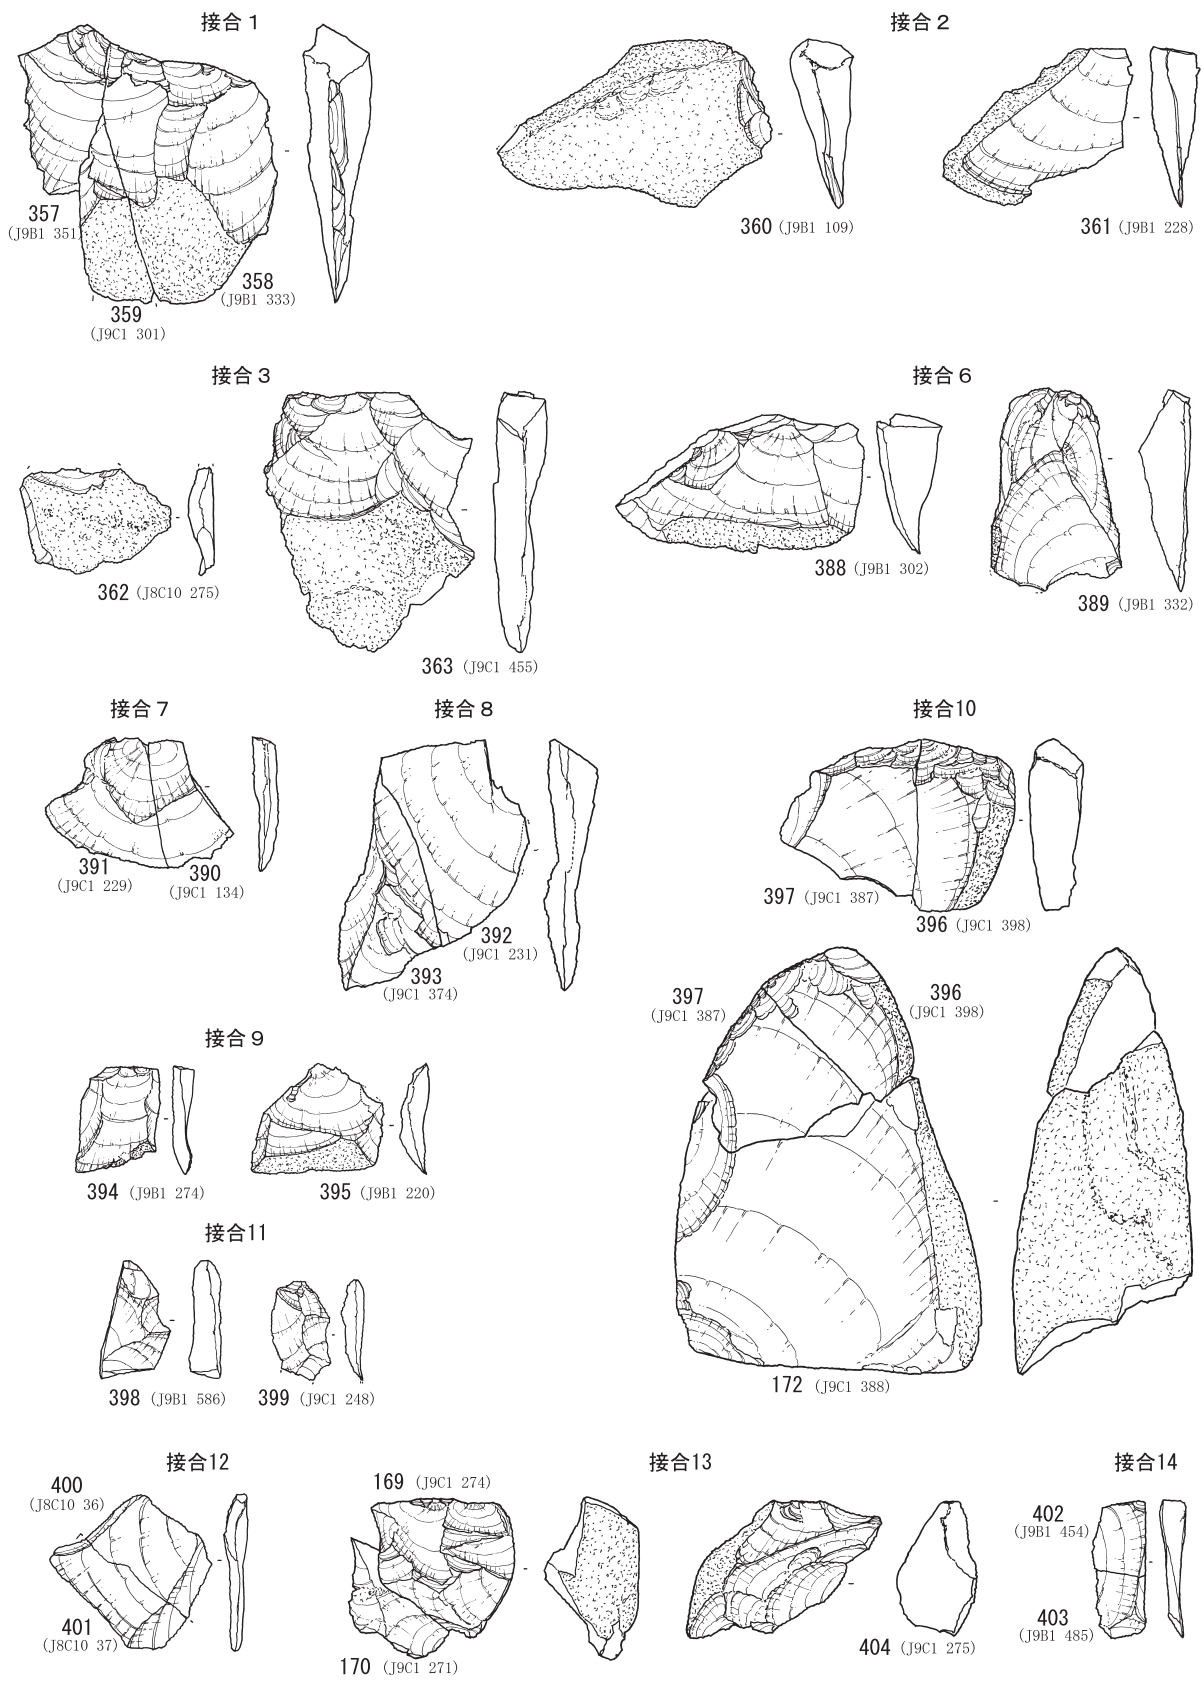 接合１
357
(J9B1 351)
358
(J9B1 333)
359
(J9C1 301)
接合２
360 (J9B1 109)
361 (J9B1 228)
接合３
362 (J8C10 275)
363 (J9C1 455)
接合６
388 (J9B1 302)
389 (J9B1 332)
接合７
391
(J9C1 229)
390
(J9C1 134)
接合８
392
(J9C1 231)
393
(J9C1 374)
接合10
397 (J9C1 387)
396 (J9C1 398)
397
(J9C1 387)
396
(J9C1 398)
172 (J9C1 388)
接合９
394 (J9B1 274)
395 (J9B1 220)
接合11
398 (J9B1 586)
399 (J9C1 248)
接合12
400
(J8C10 36)
401
(J8C10 37)
接合13
169 (J9C1 274)
170 (J9C1 271)
404 (J9C1 275)
接合14
402
(J9B1 454)
403
(J9B1 485)